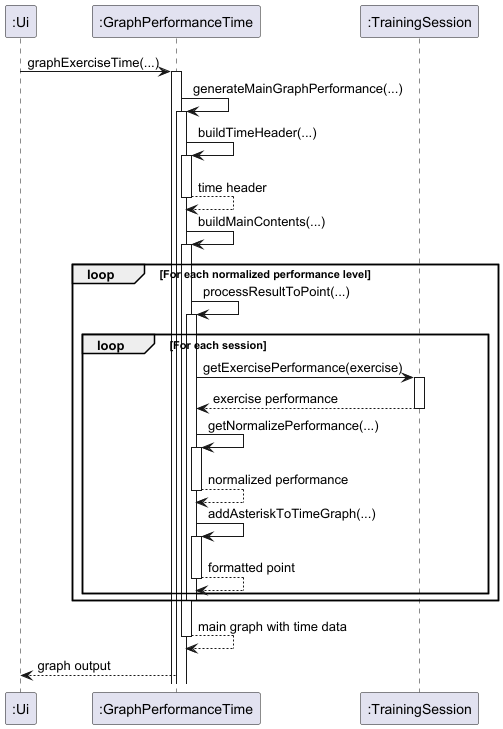 :Ui
:GraphPerformanceTime
:TrainingSession
graphExerciseTime(...)
generateMainGraphPerformance(...)
buildTimeHeader(...)
time header
buildMainContents(...)
loop [For each normalized performance level]
processResultToPoint(...)
loop [For each session]
getExercisePerformance(exercise)
exercise performance
getNormalizePerformance(...)
normalized performance
addAsteriskToTimeGraph(...)
formatted point
main graph with time data
graph output
:Ui
:GraphPerformanceTime
:TrainingSession